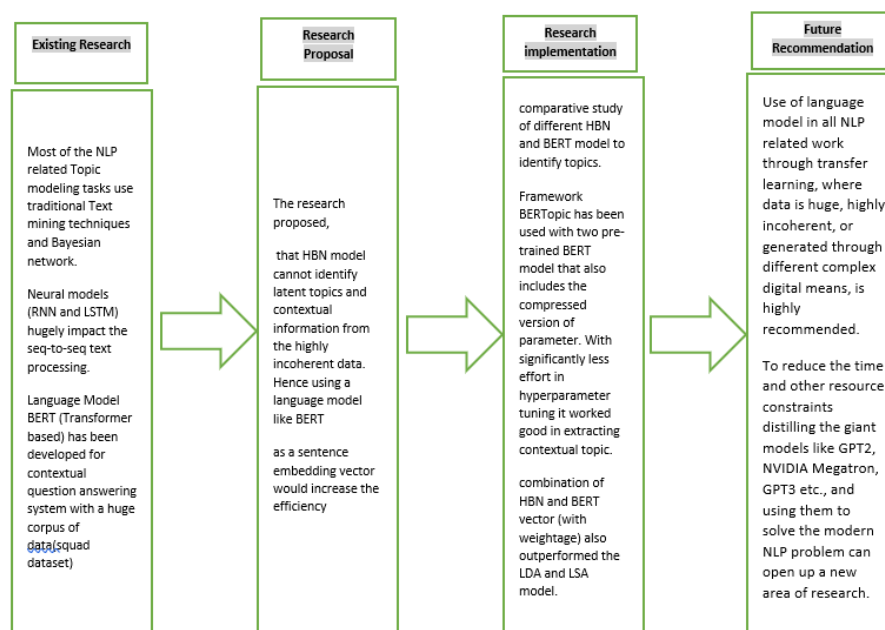 Existing Research
Most of the NLP
related Topic
modeling tasks use
traditional Text
mining techniques
and Bayesian
network.
Neural models
(RNN and LSTM)
hugely impact the
seq-to-seq text
processing.
Language Model
BERT (Transformer
based) has been
developed for
contextual
question answering
system with a huge
corpus of
data(squad
dataset)
Research
Proposal
The research
proposed,
that HBN model
cannot identify
latent topics and
contextual
information from
the highly
incoherent data.
Hence using a
language model
like BERT
as a sentence
embedding vector
would increase the
efficiency
Research
implementation
comparative study
of different HBN
and BERT model to
identify topics.
Framework
BERTopic has been
used with two pre-
trained BERT
model that also
includes the
compressed
version of
parameter. With
significantly less
effort in
hyperparameter
tuning it worked
good in extracting
contextual topic.
combination of
HBN and BERT
vector (with
weightage) also
outperformed the
LDA and LSA
model.
Future
Recommendation
Use of language
model in all NLP
related work
through transfer
learning, where
data is huge, highly
incoherent, or
generated through
different complex
digital means, is
highly
recommended.
To reduce the time
and other resource
constraints
distilling the giant
models like GPT2,
NVIDIA Megatron,
GPT3 etc., and
using them to
solve the modern
NLP problem can
open up a new
area of research.